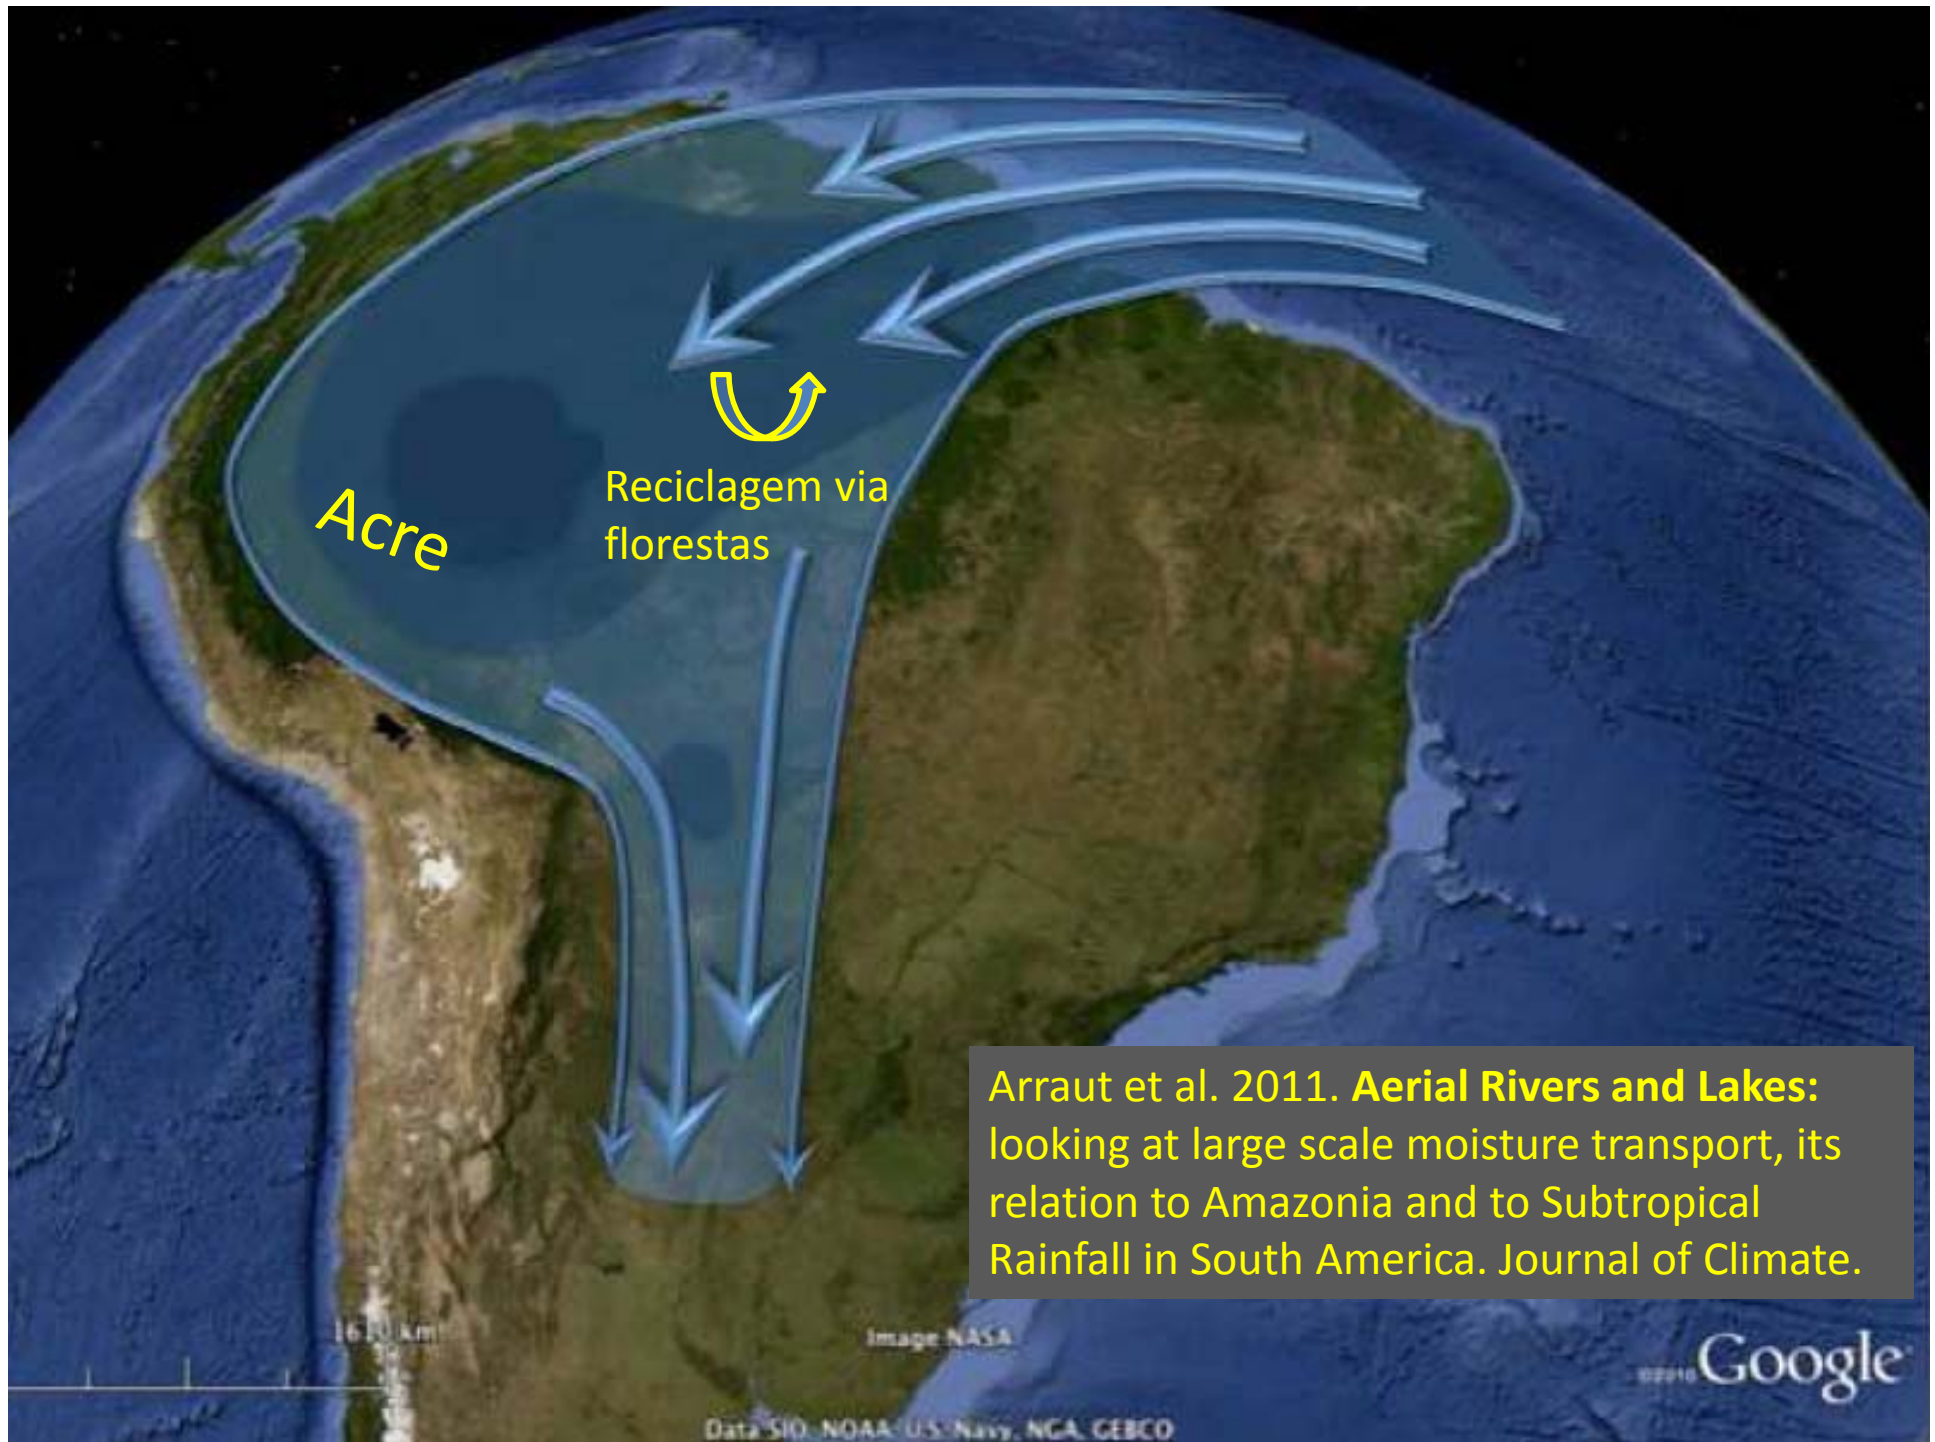 Acre
Reciclagem via
florestas
Arraut et al. 2011. Aerial Rivers and Lakes:
looking at large scale moisture transport, its
relation to Amazonia and to Subtropical
Rainfall in South America. Journal of Climate.
km
Image NASA
©2010 Google
Data SIO, NOAA, U.S. Navy, NGA, GEBCO